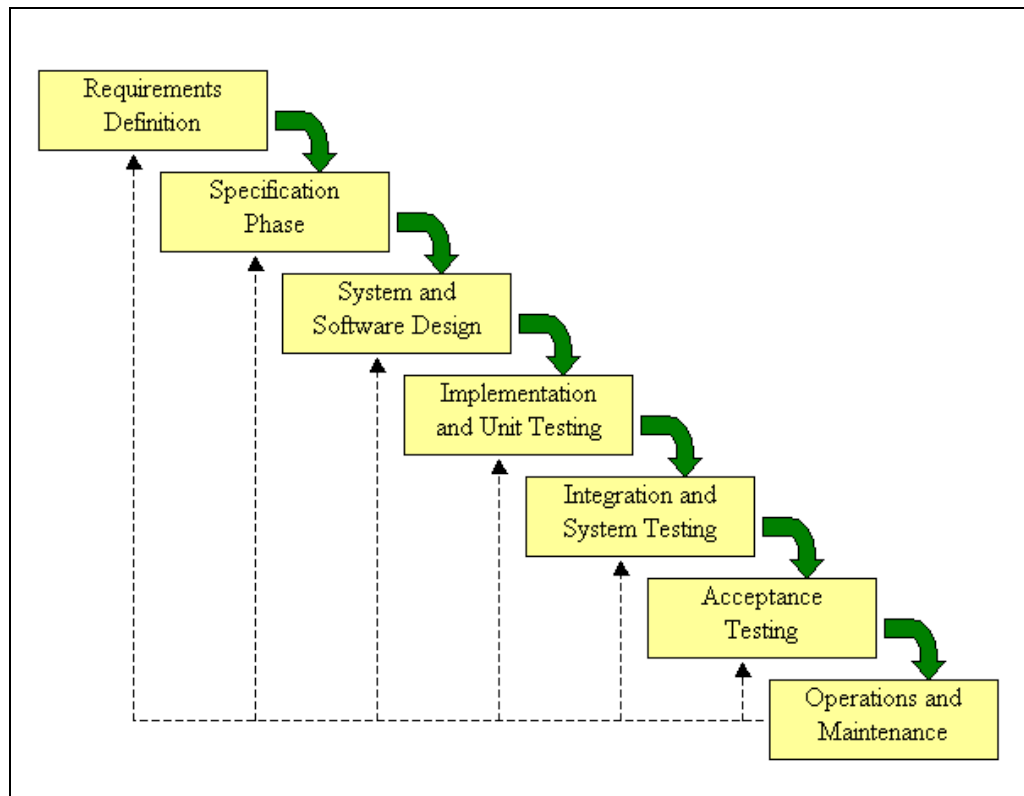 Requirements
Definition
Specification
Phase
System and
Software Design
Implementation
and Unit Testing
Integration and
System Testing
Acceptance
Testing
Operations and
Maintenance